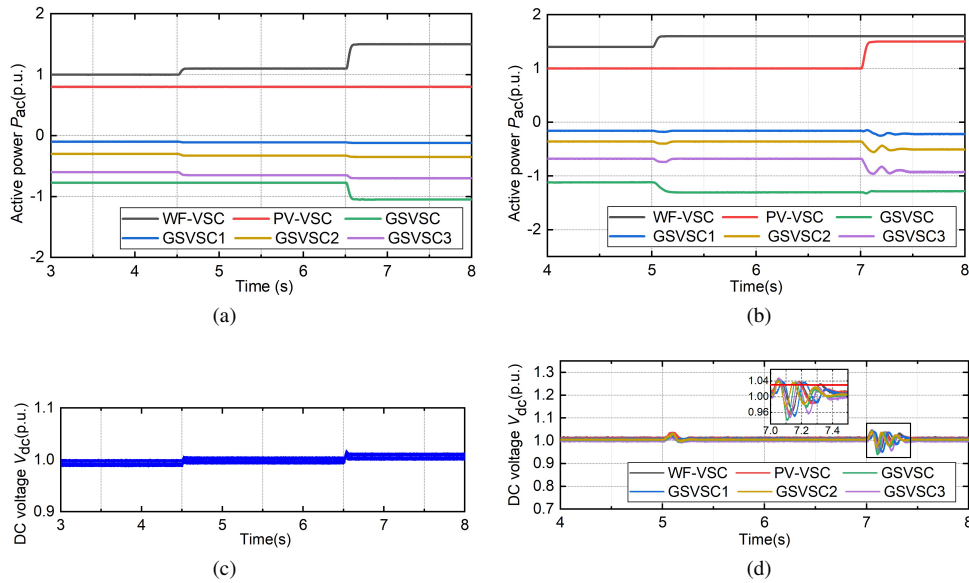 2
1
0
-1
2
Active power Pac(p.u.)
WF-VSC PV-VSC GSVSC
GSVSC1 GSVSC2 GSVSC3
3 4 5 6 7 8
Time (s)
(a)
2
1
0
-1
-2
Active power Pac(p.u.)
WF-VSC PV-VSC GSVSC
GSVSC1 GSVSC2 GSVSC3
4 5 6 7 8
Time(s)
(b)
1.1
1.0
0.9
DC voltage Vdc(p.u.)
3 4 5 6 7 8
Time(s)
(c)
1.3
1.2
1.1
1.0
0.9
0.8
0.7
DC voltage Vdc(p.u.)
1.04
1.00
0.96
7.0 7.2 7.4
WF-VSC PV-VSC GSVSC
GSVSC1 GSVSC2 GSVSC3
4 5 6 7 8
Time(s)
(d)